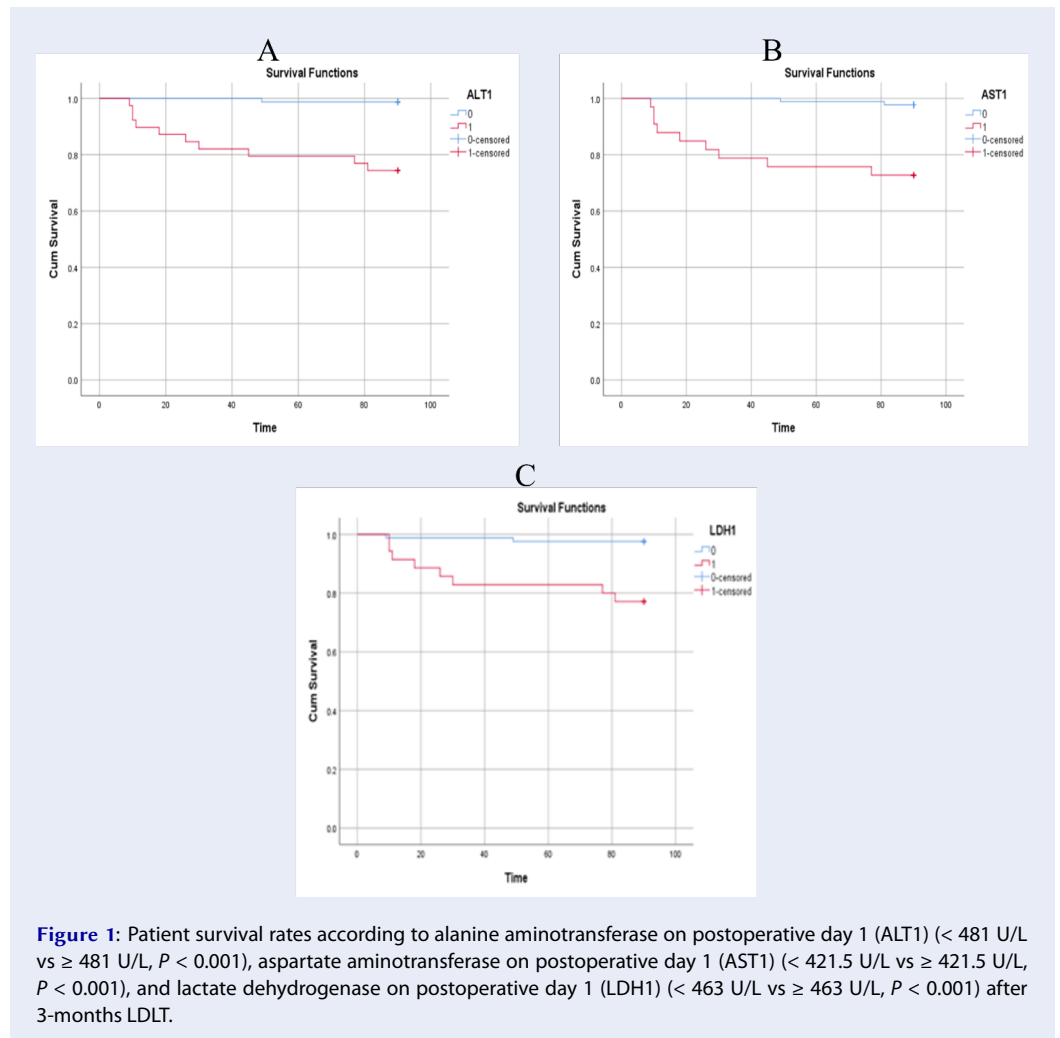 A
Survival Functions
Cum Survival
1.0
0.8
0.6
0.4
0.2
0.0
0 20 40 60 80 100
Time
ALT1
0
1
0-censored
1-censored
B
Survival Functions
Cum Survival
1.0
0.8
0.6
0.4
0.2
0.0
0 20 40 60 80 100
Time
AST1
0
1
0-censored
1-censored
C
Survival Functions
Cum Survival
1.0
0.8
0.6
0.4
0.2
0.0
0 20 40 60 80 100
Time
LDH1
0
1
0-censored
1-censored
Figure 1: Patient survival rates according to alanine aminotransferase on postoperative day 1 (ALT1) (< 481 U/L
vs ≥ 481 U/L, P < 0.001), aspartate aminotransferase on postoperative day 1 (AST1) (< 421.5 U/L vs ≥ 421.5 U/L,
P < 0.001), and lactate dehydrogenase on postoperative day 1 (LDH1) (< 463 U/L vs ≥ 463 U/L, P < 0.001) after
3-months LDLT.